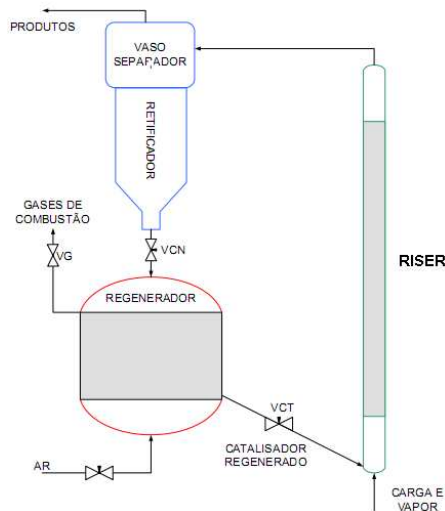 PRODUTOS
VASO
SEPARADOR
RETIFICADOR
GASES DE
COMBUSTÃO
VCN
VG
RISER
REGENERADOR
VCT
CATALISADOR
REGENERADO
AR
CARGA E
VAPOR